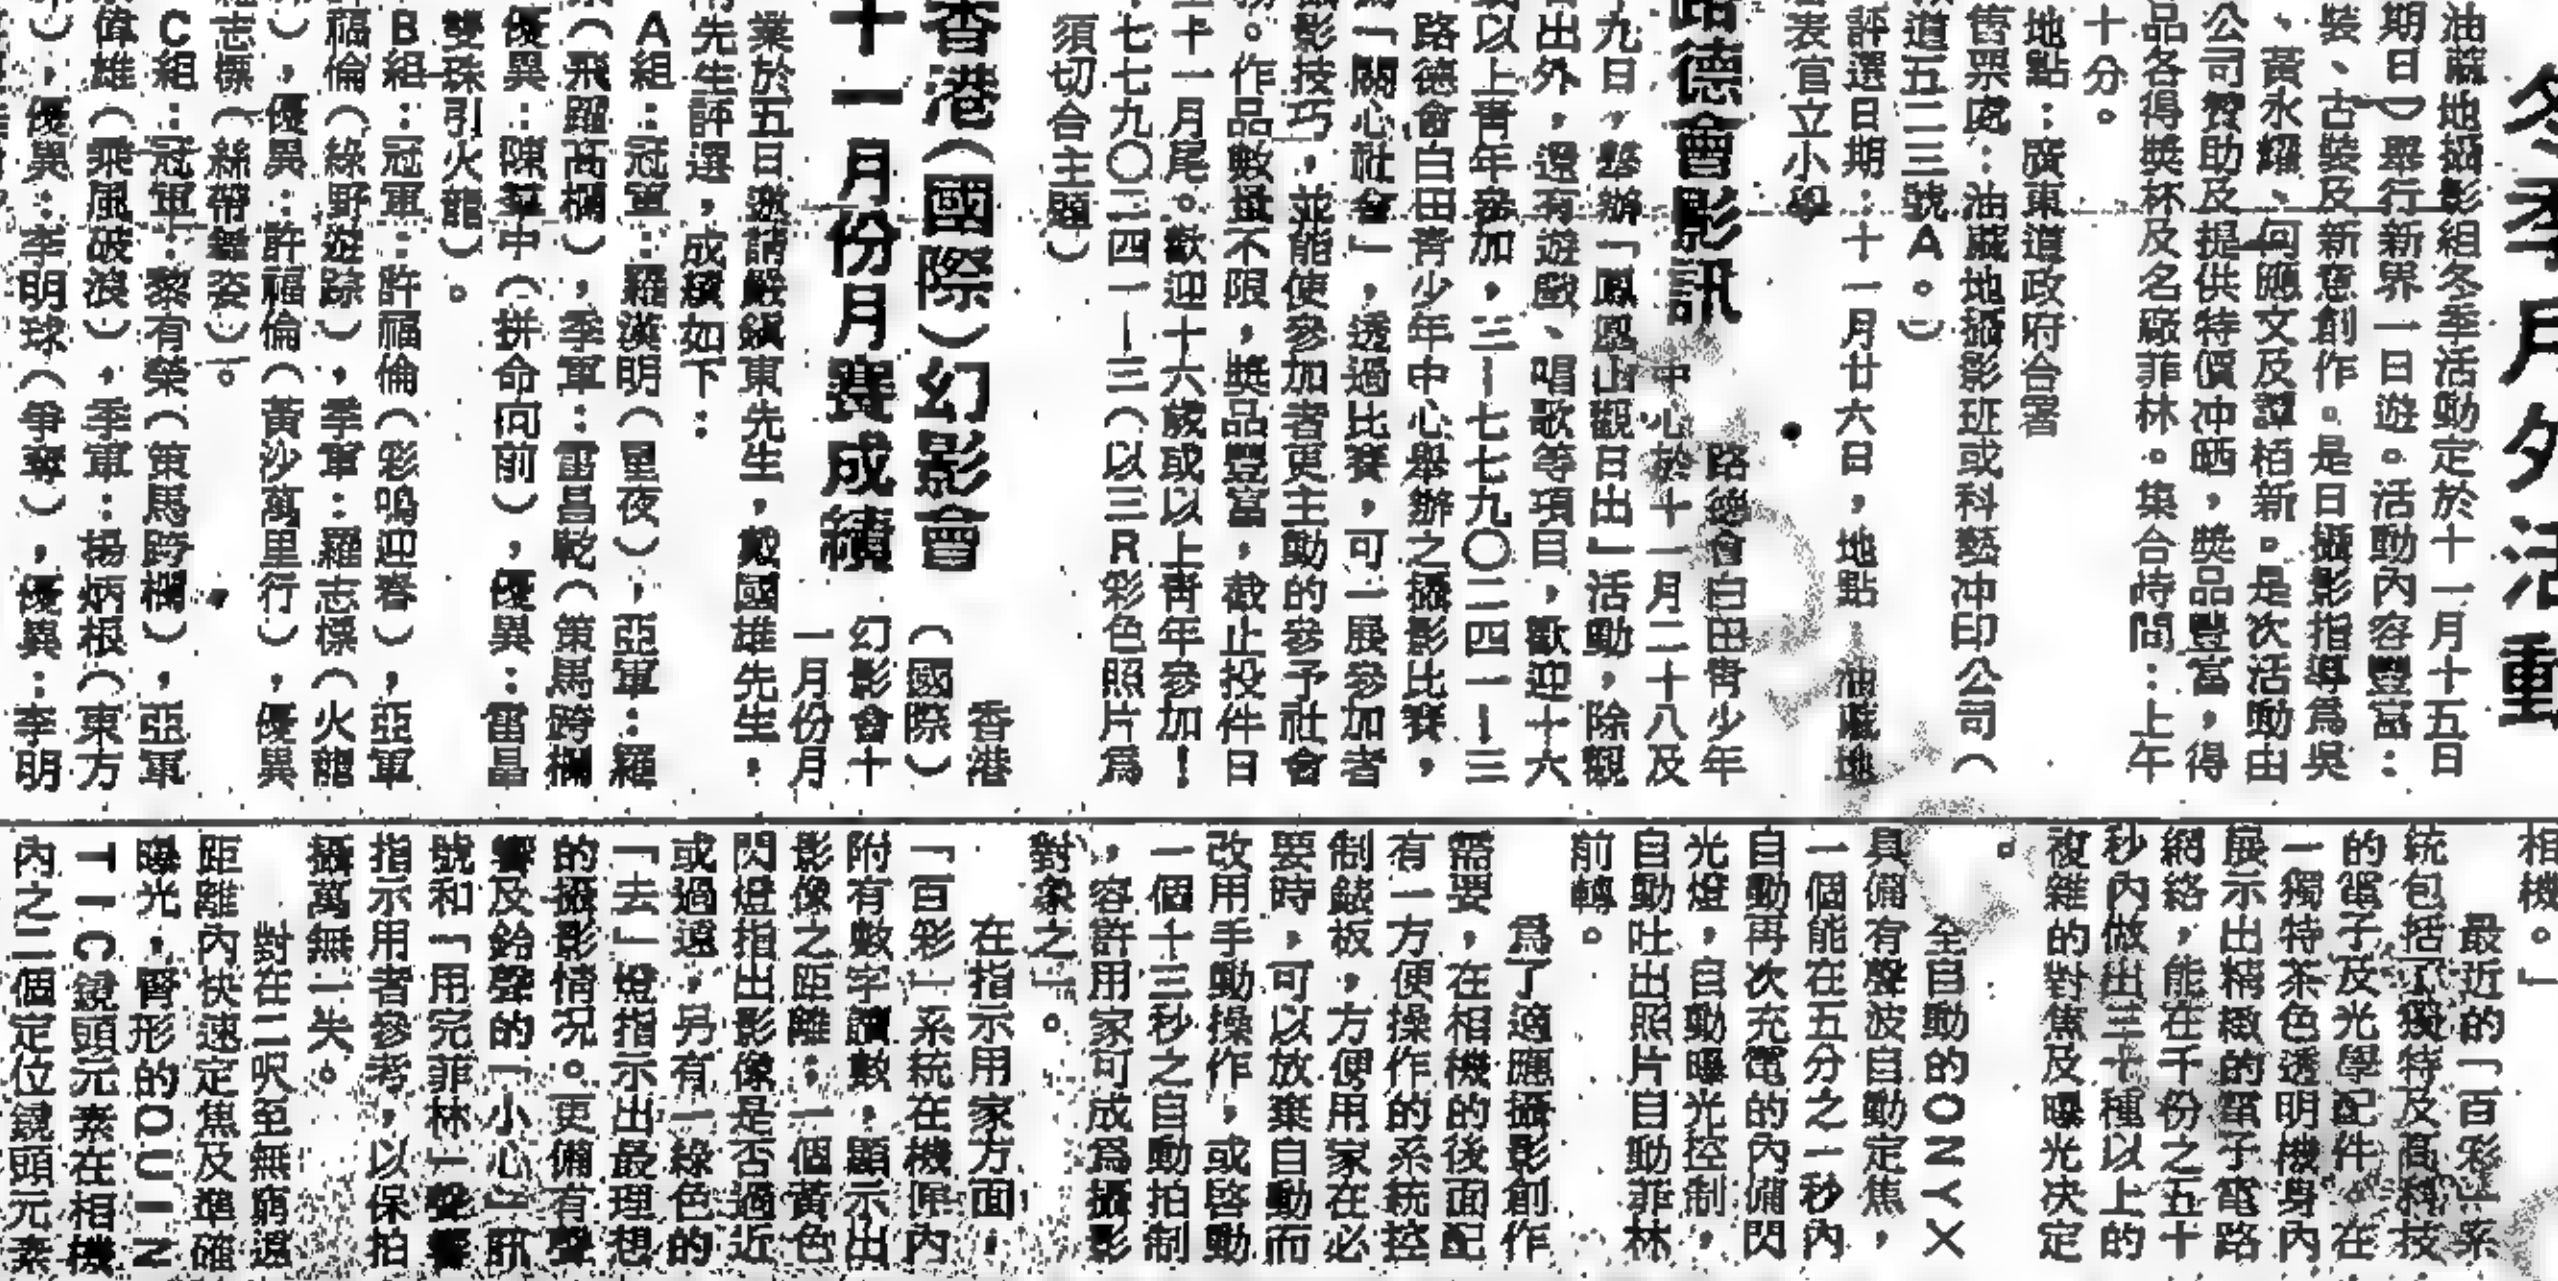 冬季戶外活動
油蔴地攝影組冬季活動定於十一月十五日
期日）舉行新界一日遊。活動內容豐富：
裝、古裝及新意創作。是日攝影指導爲吳
、黃永耀、何應文及譚栢新。是次活動由
公司贊助及提供特價冲晒，獎品豐富，得
品各得獎杯及名廠菲林。集合時間：上午
十分。
地點：廣東道政府合署
售票處：油蔴地攝影班或科藝冲印公司（
道五二三號A。）
評選日期：十一月廿六日，地點：油蔴地
表官立小學
路德會影訊
路德會白田青少年
中心於十一月二十八及
九日，舉辦「鳳凰山觀日出」活動，除觀
出外，還有遊戲、唱歌等項目，歡迎十六
以上青年參加，三—七七九〇二四一—三
路德會白田青少年中心舉辦之攝影比賽，
「關心社會」，透過比賽，可一展參加者
影技巧，並能使參加者更主動的參予社會
。作品數量不限，獎品豐富，截止投件日
十一月尾。歡迎十六歲或以上青年參加！
七七九〇二四一—三（以三R彩色照片爲
須切合主題）
香港（國際）幻影會
十一月份月賽成績
香港
（國際）
幻影會十
一月份月
業於五日邀請殷鎮東先生，殷國雄先生，
先生評選，成績如下：
A組：冠軍：羅漢明（星夜），亞軍：羅
（飛躍高欄），季軍：雷昌乾（策馬跨欄
優異：陳華中（拼命向前），優異：雷昌
雙珠引火龍）。
B組：冠軍：許福倫（彩鳴迎春），亞軍
福倫（綠野遊踪），季軍：羅志標（火龍
），優異：許福倫（黃沙萬里行），優異
志標（絲帶舞姿）。
C組：冠軍：黎有榮（策馬跨欄），亞軍
偉雄（飛風破浪），季軍：楊炳根（東方
），優異：李明球（爭奪），優異：李明
相機。」
最近的「百彩」系
統包括了獨特及高科技
的電子及光學配件。在
一獨特茶色透明機身內
展示出精緻的電子電路
網絡，能在千份之五十
秒內做出三十種以上的
複雜的對焦及曝光決定
。
全自動的ONYX
具備有聲波自動定焦，
一個能在五分之一秒內
自動再次充電的內備閃
光燈，自動曝光控制，
自動吐出照片自動菲林
前轉。
爲了適應攝影創作
需要，在相機的後面配
有一方便操作的系統控
制鍵板，方便用家在必
要時，可以放棄自動而
改用手動操作，或啓動
一個十三秒之自動拍制
，容許用家可成爲攝影
對象之一。
在指示用家方面，
「百彩」系統在機候內
附有數字讀數，顯示出
影像之距離；一個黃色
閃燈指出影像是否過近
或過遠，另有一綠色的
「去」燈指示出最理想
的攝影情况。更備有聲
響及鈴聲的「小心」訊
號和「用完菲林」聲響
指示用者參考，以保拍
攝萬無一失。
對在二呎至無窮遠
距離內快速定焦及準確
曝光，腎形的QUIN
TIC鏡頭元素在相機
內之二個定位鏡頭元素